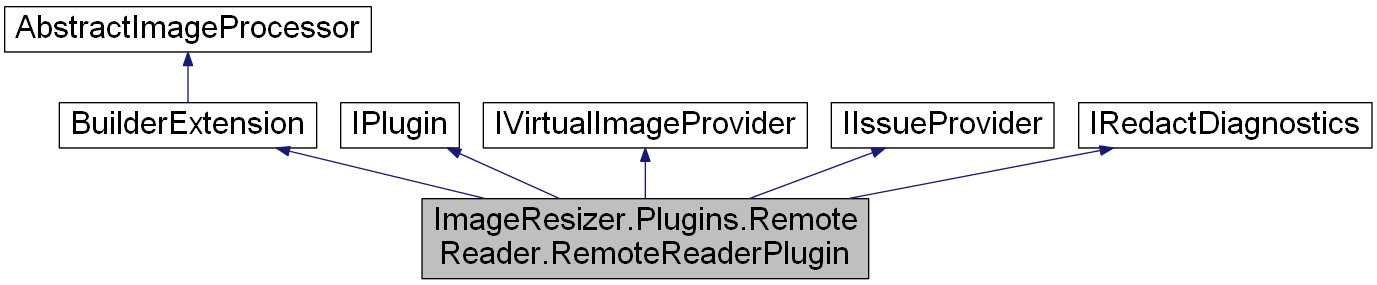 AbstractImageProcessor
BuilderExtension
IPlugin
IVirtualImageProvider
IIssueProvider
IRedactDiagnostics
ImageResizer.Plugins.Remote
Reader.RemoteReaderPlugin